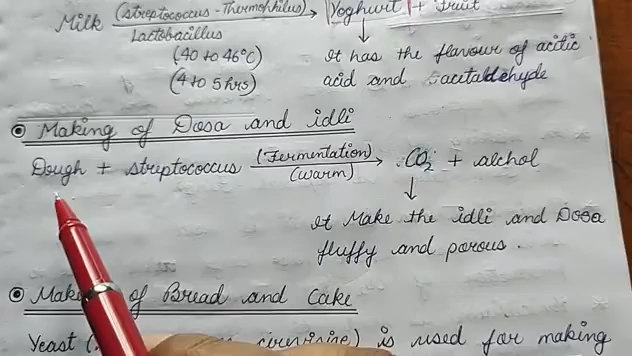 (streptococcus - Thermophilus) Yoghurt + fruit
Milk
Lactobacillus
(40 to 46°C)
(4 to 5 hrs)
It has the flavour of acitic
acid and acetaldehyde
Making of Dosa and idli
Dough + streptococcus (Fermentation) CO2 + alchol
(warm)
It Make the idli and Dosa
fluffy and porous.
of Bread and Cake
Yeast is used for making